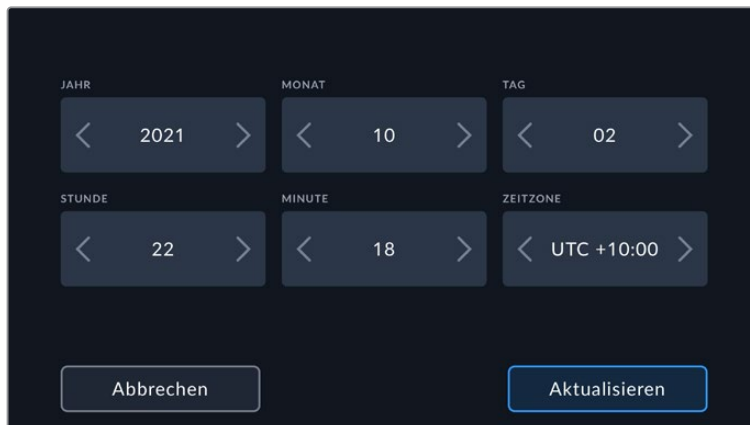 JAHR MONAT TAG
2021 10 02
STUNDE MINUTE ZEITZONE
22 18 UTC +10:00
Abbrechen Aktualisieren